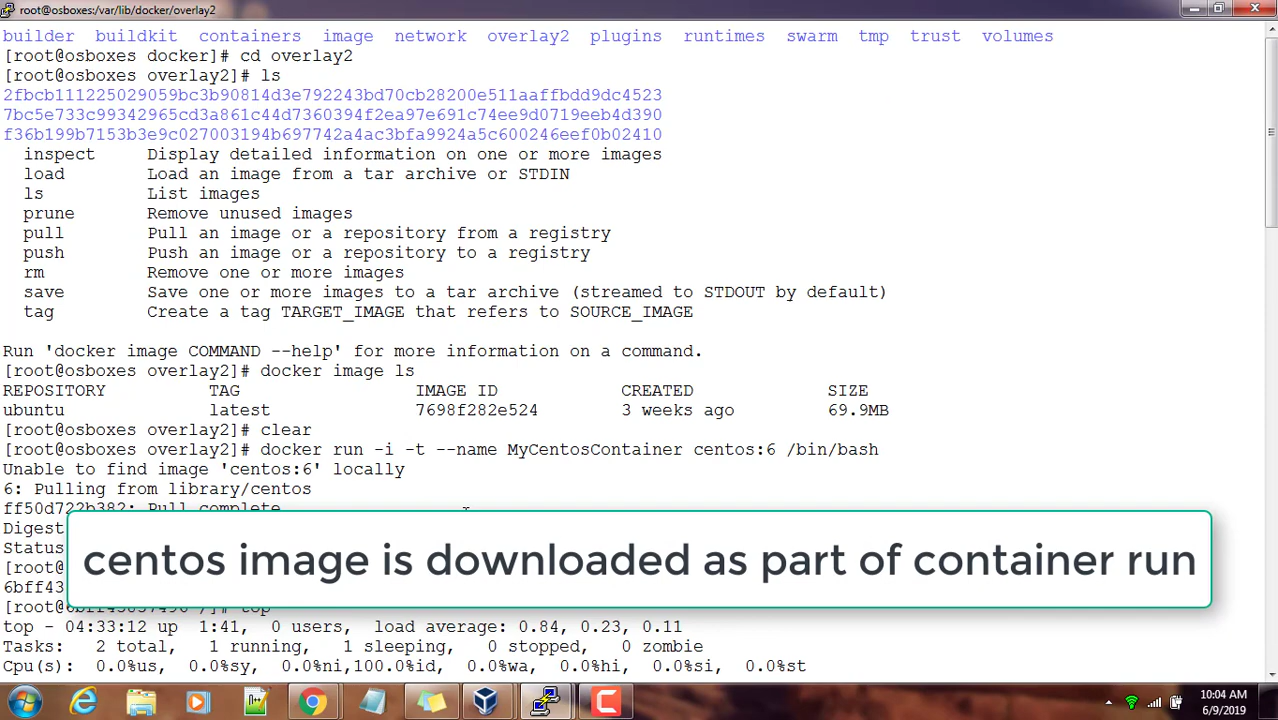 root@osboxes:/var/lib/docker/overlay2
builder buildkit containers image network overlay2 plugins runtimes swarm tmp trust volumes
[root@osboxes docker]# cd overlay2
[root@osboxes overlay2]# ls
2fbcb111225029059bc3b90814d3e792243bd70cb28200e511aaffbdd9dc4523
7bc5e733c99342965cd3a861c44d7360394f2ea97e691c74ee9d0719eeb4d390
f36b199b7153b3e9c027003194b697742a4ac3bfa9924a5c600246eef0b02410
inspect Display detailed information on one or more images
load Load an image from a tar archive or STDIN
ls List images
prune Remove unused images
pull Pull an image or a repository from a registry
push Push an image or a repository to a registry
rm Remove one or more images
save Save one or more images to a tar archive (streamed to STDOUT by default)
tag Create a tag TARGET_IMAGE that refers to SOURCE_IMAGE
Run 'docker image COMMAND --help' for more information on a command.
[root@osboxes overlay2]# docker image ls
REPOSITORY TAG IMAGE ID CREATED SIZE
ubuntu latest 7698f282e524 3 weeks ago 69.9MB
[root@osboxes overlay2]# clear
[root@osboxes overlay2]# docker run -i -t --name MyCentosContainer centos:6 /bin/bash
Unable to find image 'centos:6' locally
6: Pulling from library/centos
ff50d722b382: Pull complete
Digest
Status
[root@
6bff43
centos image is downloaded as part of container run
top - 04:33:12 up 1:41, 0 users, load average: 0.84, 0.23, 0.11
Tasks: 2 total, 1 running, 1 sleeping, 0 stopped, 0 zombie
Cpu(s): 0.0%us, 0.0%sy, 0.0%ni,100.0%id, 0.0%wa, 0.0%hi, 0.0%si, 0.0%st
10:04 AM
6/9/2019